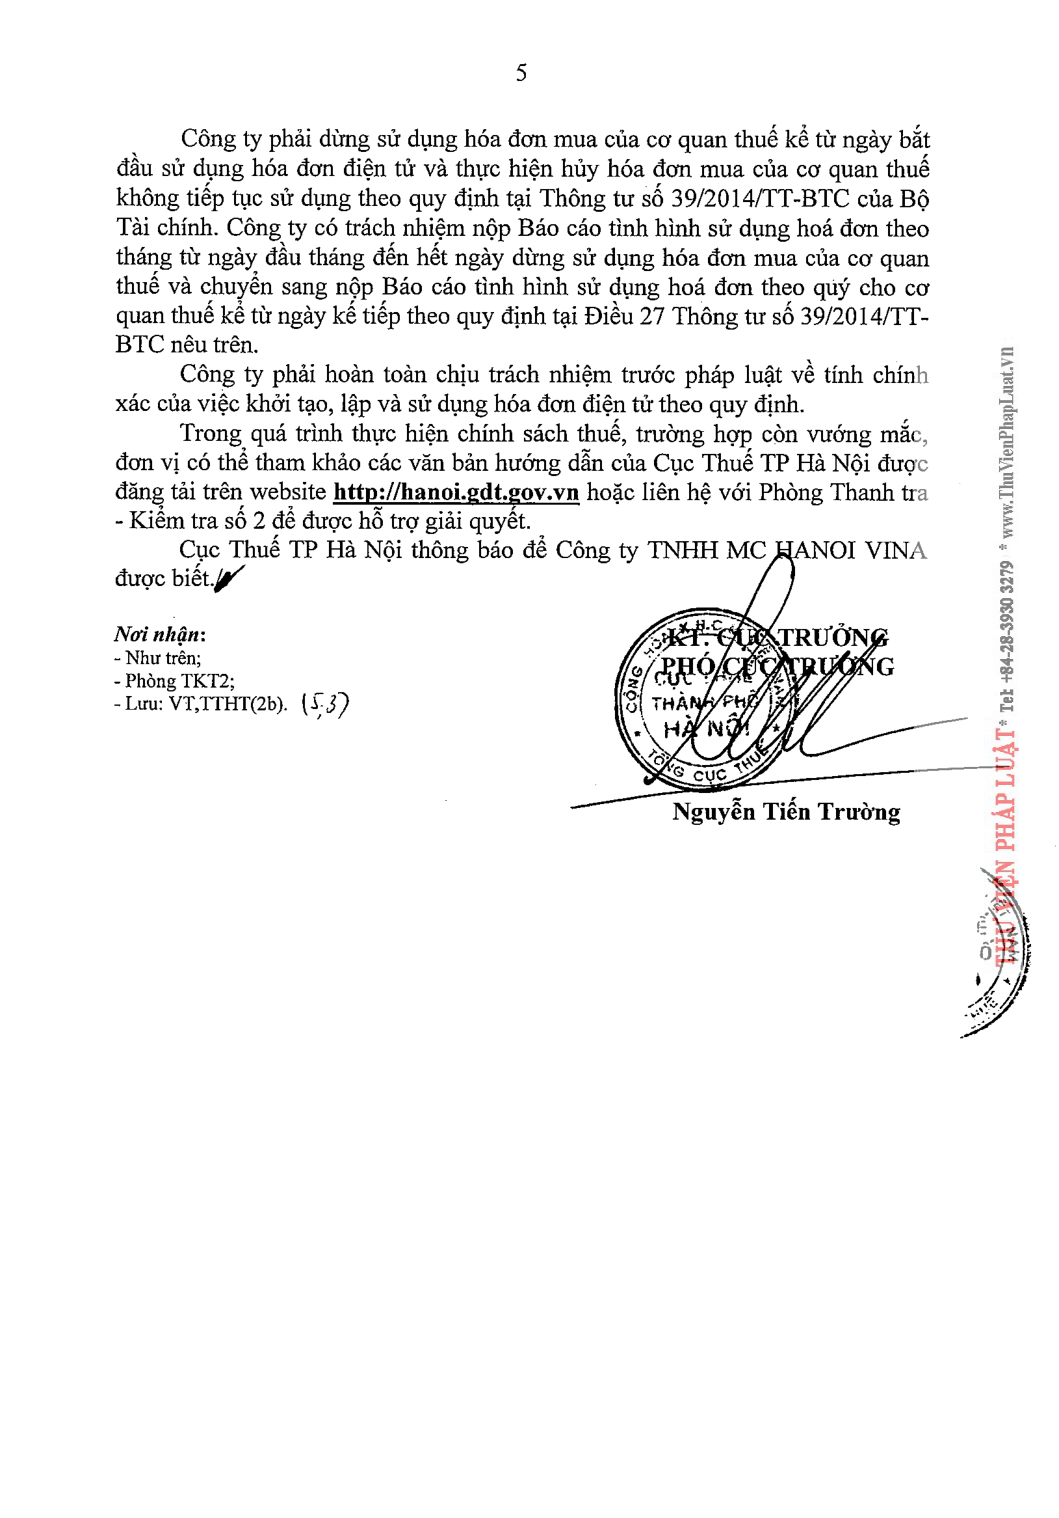 5
Công ty phải dừng sử dụng hóa đơn mua của cơ quan thuế kể từ ngày bắt
đầu sử dụng hóa đơn điện tử và thực hiện hủy hóa đơn mua của cơ quan thuế
không tiếp tục sử dụng theo quy định tại Thông tư số 39/2014/TT-BTC của Bộ
Tài chính. Công ty có trách nhiệm nộp Báo cáo tình hình sử dụng hoá đơn theo
tháng từ ngày đầu tháng đến hết ngày dừng sử dụng hóa đơn mua của cơ quan
thuế và chuyển sang nộp Báo cáo tình hình sử dụng hoá đơn theo quý cho cơ
quan thuế kể từ ngày kế tiếp theo quy định tại Điều 27 Thông tư số 39/2014/TT-
BTC nêu trên.
Công ty phải hoàn toàn chịu trách nhiệm trước pháp luật về tính chính
xác của việc khởi tạo, lập và sử dụng hóa đơn điện tử theo quy định.
Trong quá trình thực hiện chính sách thuế, trường hợp còn vướng mắc,
đơn vị có thể tham khảo các văn bản hướng dẫn của Cục Thuế TP Hà Nội được
đăng tải trên website http://hanoi.gdt.gov.vn hoặc liên hệ với Phòng Thanh tra
- Kiểm tra số 2 để được hỗ trợ giải quyết.
Cục Thuế TP Hà Nội thông báo để Công ty TNHH MC HANOI VINA
được biết./.
Nơi nhận:
- Như trên;
- Phòng TKT2;
- Lưu: VT,TTHT(2b). (5,3)
KT. CỤC TRƯỞNG
PHÓ CỤC TRƯỞNG
CỤC THUẾ
THÀNH PHỐ
HÀ NỘI
TỔNG CỤC THUẾ
Nguyễn Tiến Trường
THƯ VIỆN PHÁP LUẬT * Tel: +84-28-3930 3279 * www.ThuVienPhapLuat.vn